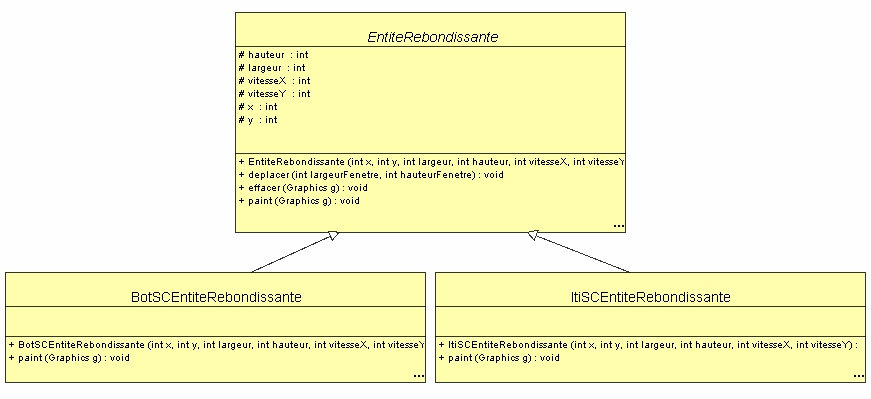 EntiteRebondissante
# hauteur : int
# largeur : int
# vitesseX : int
# vitesseY : int
# x : int
# y : int
+ EntiteRebondissante (int x, int y, int largeur, int hauteur, int vitesseX, int vitesseY
+ deplacer (int largeurFenetre, int hauteurFenetre) : void
+ effacer (Graphics g) : void
+ paint (Graphics g) : void
...
BotSCEntiteRebondissante
+ BotSCEntiteRebondissante (int x, int y, int largeur, int hauteur, int vitesseX, int vitesseY
+ paint (Graphics g) : void
...
ItiSCEntiteRebondissante
+ ItiSCEntiteRebondissante (int x, int y, int largeur, int hauteur, int vitesseX, int vitesseY) :
+ paint (Graphics g) : void
...